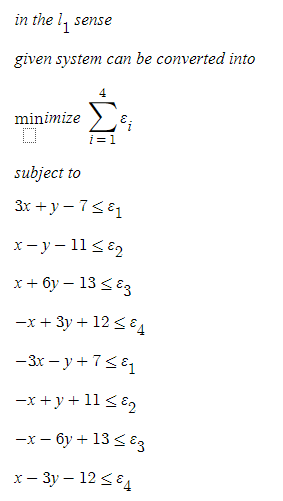 in the l₁ sense
given system can be converted into
minimize ∑_{i=1}^{4} ε_i
subject to
3x + y − 7 ≤ ε₁
x − y − 11 ≤ ε₂
x + 6y − 13 ≤ ε₃
−x + 3y + 12 ≤ ε₄
−3x − y + 7 ≤ ε₁
−x + y + 11 ≤ ε₂
−x − 6y + 13 ≤ ε₃
x − 3y − 12 ≤ ε₄